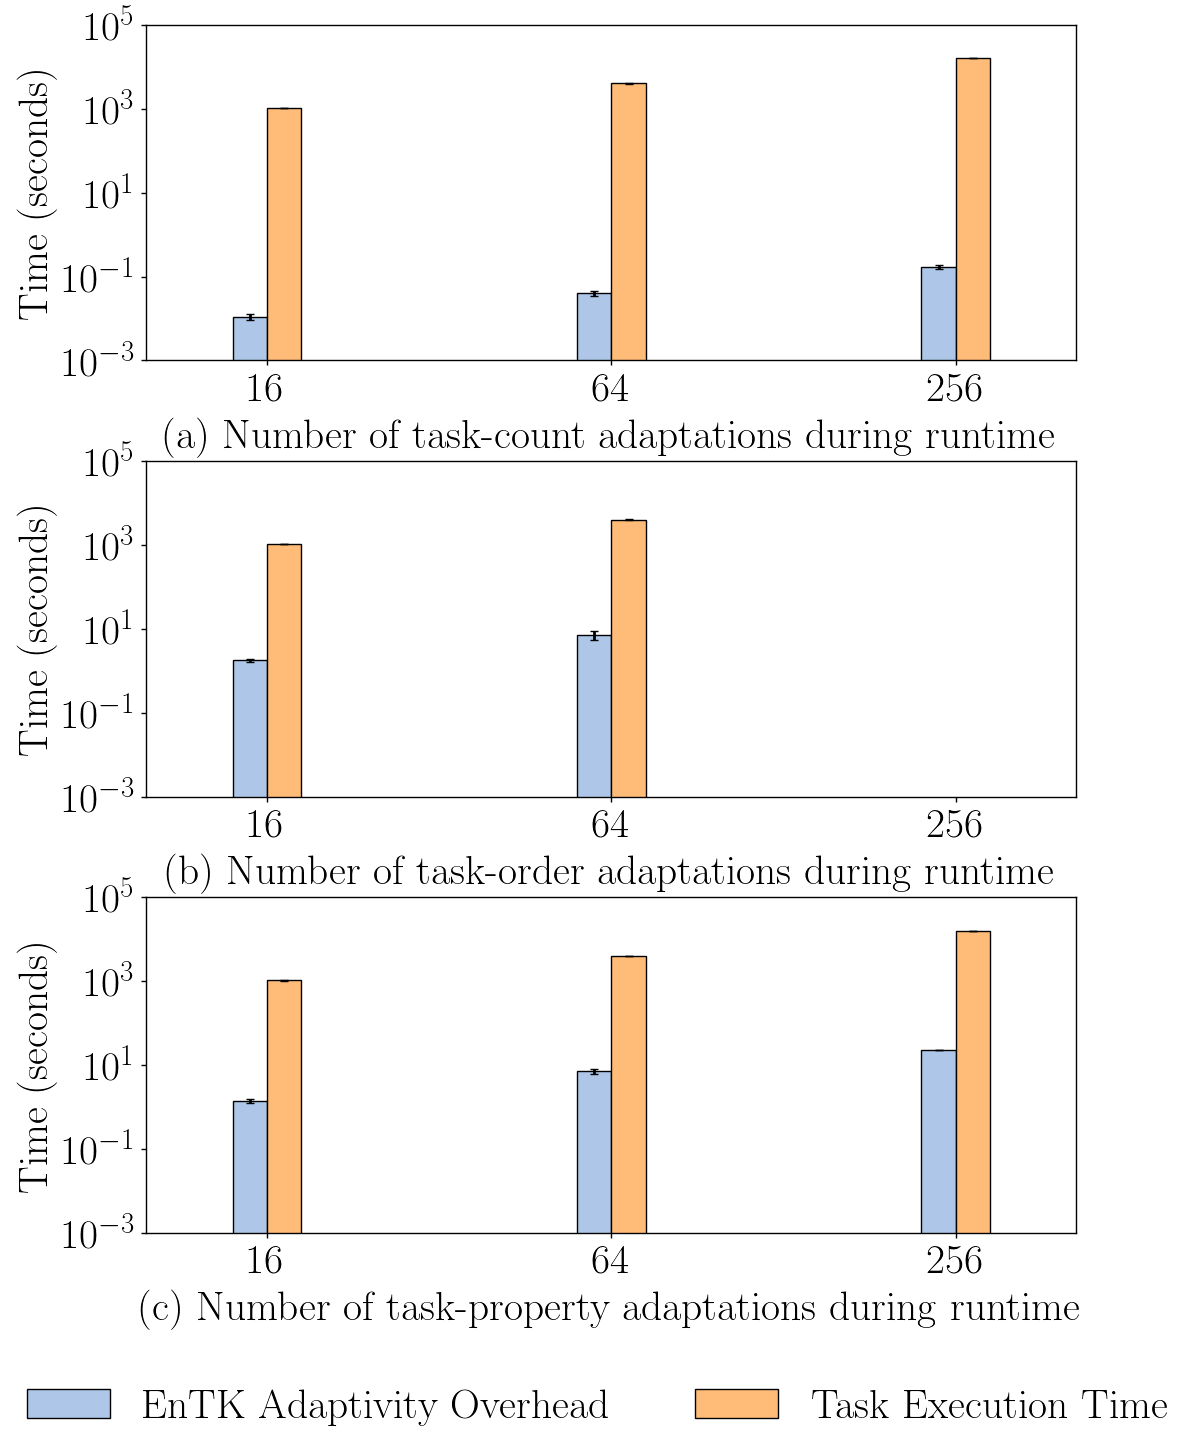 Time (seconds)
10^5
10^3
10^1
10^−1
10^−3
16 64 256
(a) Number of task-count adaptations during runtime
Time (seconds)
10^5
10^3
10^1
10^−1
10^−3
16 64 256
(b) Number of task-order adaptations during runtime
Time (seconds)
10^5
10^3
10^1
10^−1
10^−3
16 64 256
(c) Number of task-property adaptations during runtime
EnTK Adaptivity Overhead Task Execution Time